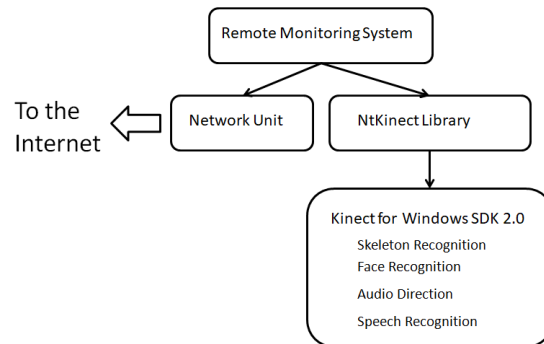 Remote Monitoring System
To the
Internet
Network Unit
NtKinect Library
Kinect for Windows SDK 2.0
Skeleton Recognition
Face Recognition
Audio Direction
Speech Recognition